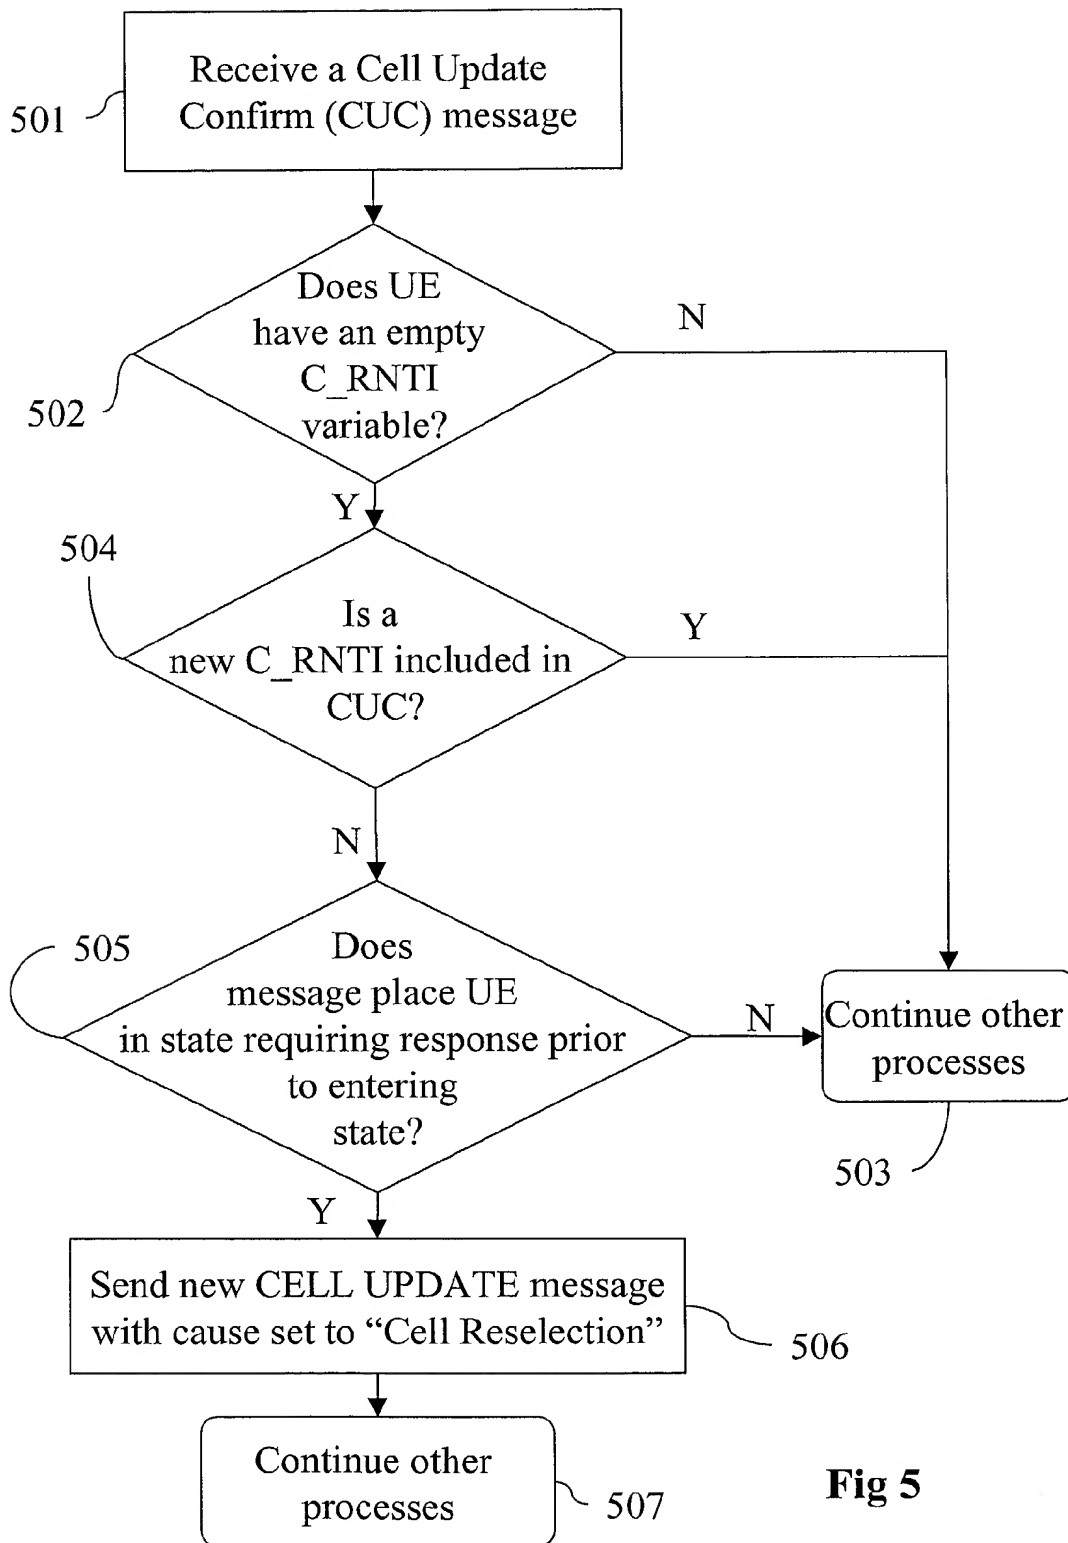 Receive a Cell Update
Confirm (CUC) message
501
Does UE
have an empty
C_RNTI
variable?
N
502
Y
504
Is a
new C_RNTI included in
CUC?
Y
N
505
Does
message place UE
in state requiring response prior
to entering
state?
N
Continue other
processes
503
Y
Send new CELL UPDATE message
with cause set to “Cell Reselection”
506
Continue other
processes
507
Fig 5